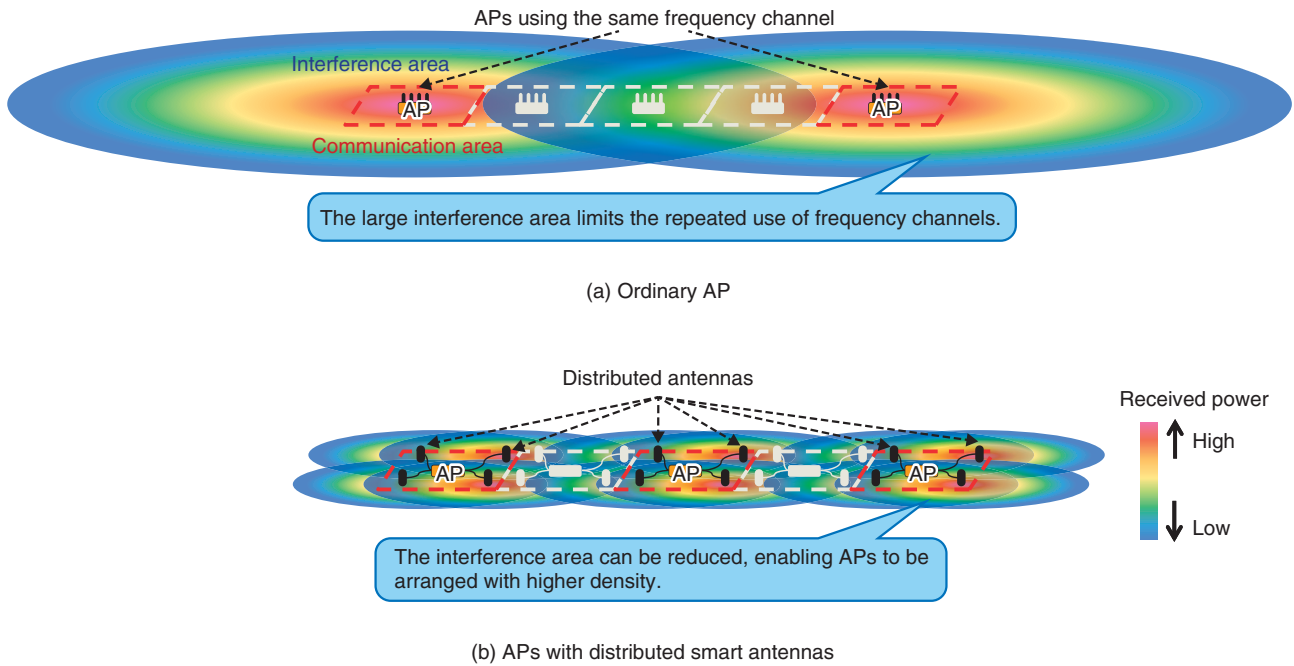 APs using the same frequency channel
Interference area
AP
AP
Communication area
The large interference area limits the repeated use of frequency channels.
(a) Ordinary AP
Distributed antennas
Received power
High
Low
AP
AP
AP
The interference area can be reduced, enabling APs to be
arranged with higher density.
(b) APs with distributed smart antennas